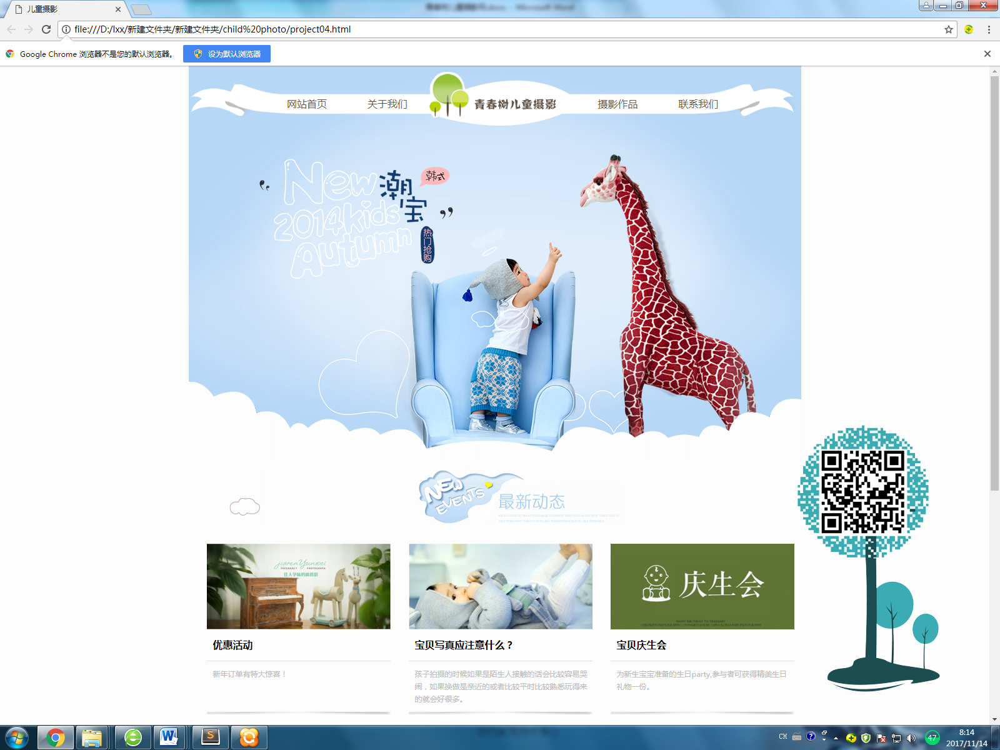 儿童摄影
file:///D:/lxx/新建文件夹/新建文件夹/child%20photo/project04.html
Google Chrome 浏览器不是您的默认浏览器。 设为默认浏览器
网站首页 关于我们 青春树儿童摄影 摄影作品 联系我们
New 潮宝 韩式
2014kids
Autumn
热门抢购
NEW EVENTS 最新动态
jiarenYunwei
PREGNANCY PHOTOGRAPH
庆生会
优惠活动
新年订单有特大惊喜！
宝贝写真应注意什么？
孩子拍摄的时候如果是陌生人接触的话会比较容易哭
闹，如果换做是亲近的或者比较平时比较熟悉玩得来
的就会好很多。
宝贝庆生会
为新生宝宝准备的生日party,参与者可获得精美生日
礼物一份。
CH 47 8:14
2017/11/14